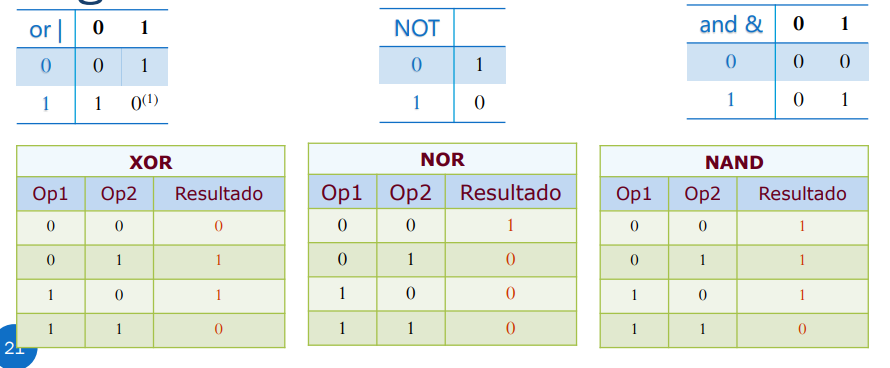 or | 0 1
0 0 1
1 1 0(1)
NOT
0 1
1 0
and & 0 1
0 0 0
1 0 1
XOR
Op1 Op2 Resultado
0 0 0
0 1 1
1 0 1
1 1 0
NOR
Op1 Op2 Resultado
0 0 1
0 1 0
1 0 0
1 1 0
NAND
Op1 Op2 Resultado
0 0 1
0 1 1
1 0 1
1 1 0
21